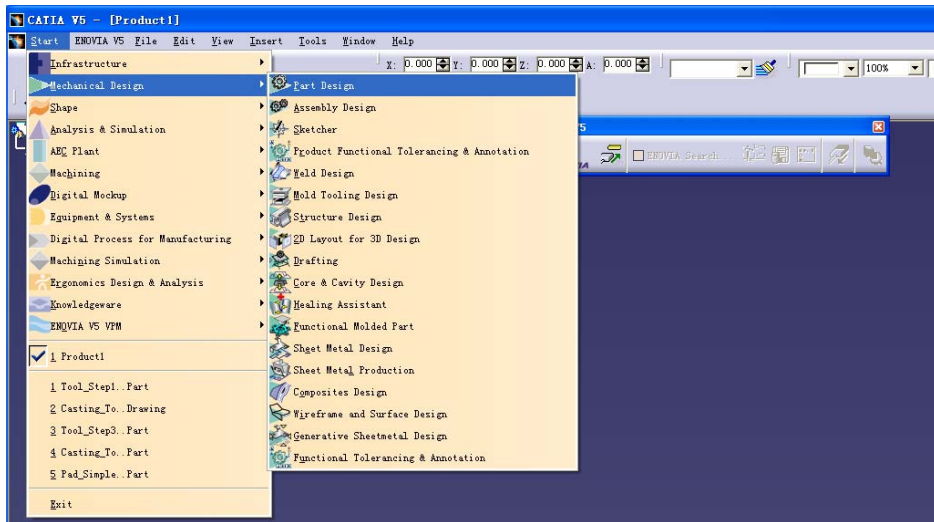 CATIA V5 - [Product1]
Start ENOVIA V5 File Edit View Insert Tools Window Help
X: 0.000 Y: 0.000 Z: 0.000 A: 0.000 100%
Infrastructure
Mechanical Design
Shape
Analysis & Simulation
AEC Plant
Machining
Digital Mockup
Equipment & Systems
Digital Process for Manufacturing
Machining Simulation
Ergonomics Design & Analysis
Knowledgeware
ENOVIA V5 VPM
1 Product1
1 Tool_Step1..Part
2 Casting_To..Drawing
3 Tool_Step3..Part
4 Casting_To..Part
5 Pad_Simple..Part
Exit
Part Design
Assembly Design
Sketcher
Product Functional Tolerancing & Annotation
Weld Design
Mold Tooling Design
Structure Design
2D Layout for 3D Design
Drafting
Core & Cavity Design
Healing Assistant
Functional Molded Part
Sheet Metal Design
Sheet Metal Production
Composites Design
Wireframe and Surface Design
Generative Sheetmetal Design
Functional Tolerancing & Annotation
ENOVIA Search...